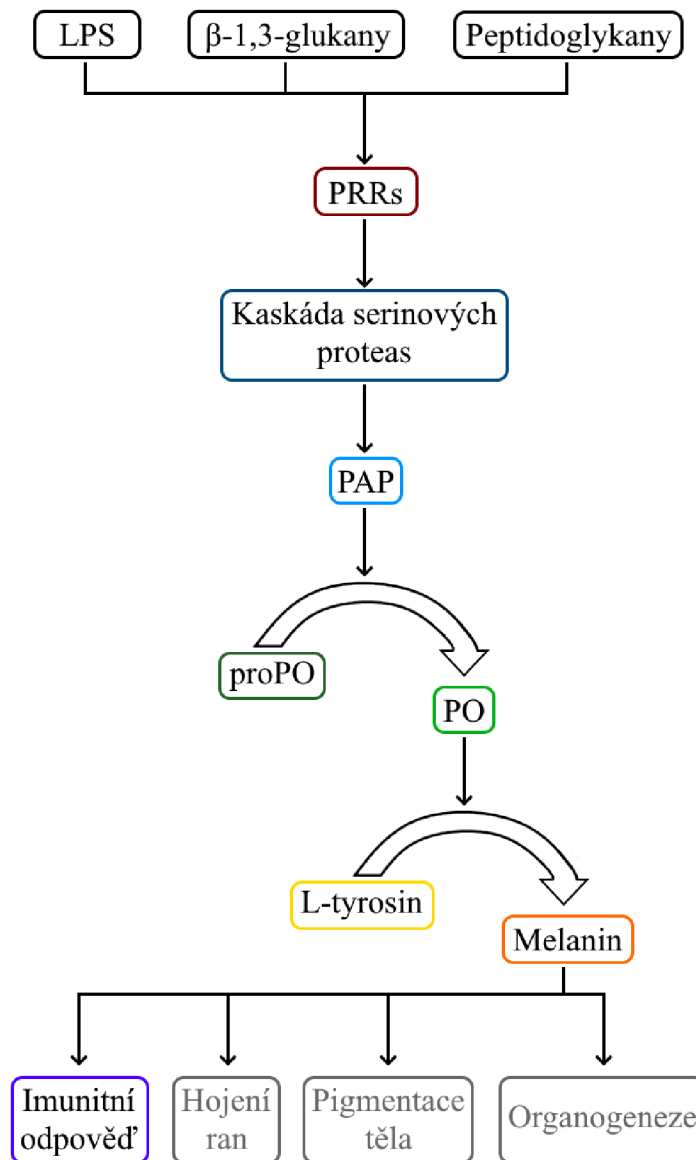 LPS
β-1,3-glukany
Peptidoglykany
PRRs
Kaskáda serinových
proteas
PAP
proPO
PO
L-tyrosin
Melanin
Imunitní
odpověď
Hojení
ran
Pigmentace
těla
Organogeneze